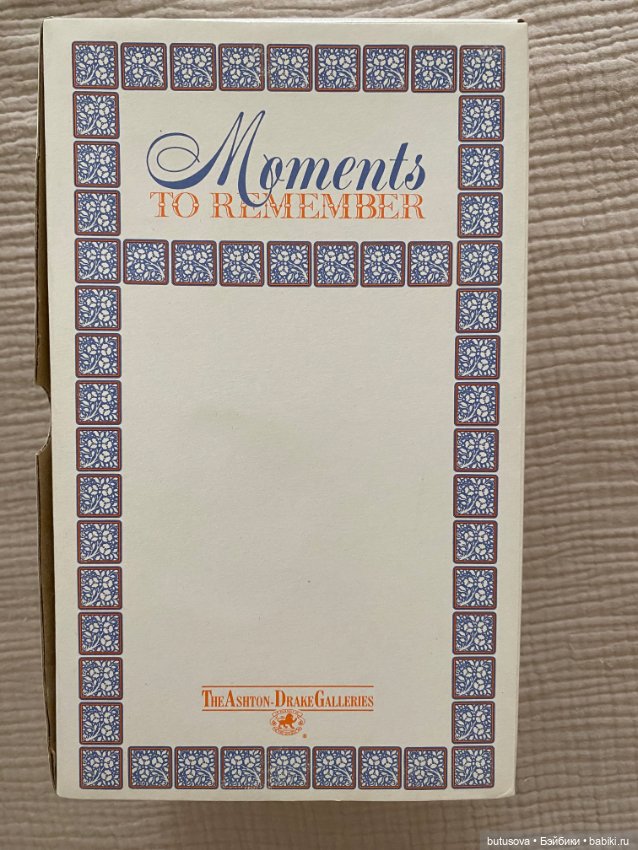 Moments
TO REMEMBER
THE ASHTON-DRAKE GALLERIES
®
butusova • Бэйбики • babiki.ru